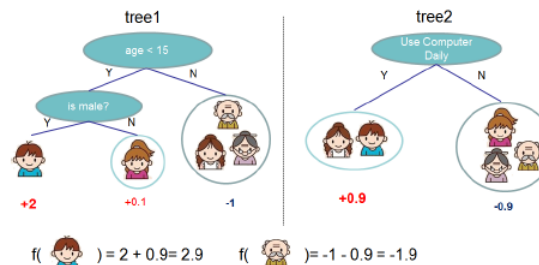 tree1
tree2
age < 15
Use Computer
Daily
Y
N
Y
N
is male?
Y
N
+2
+0.1
-1
+0.9
-0.9
f( ) = 2 + 0.9= 2.9
f( )= -1 - 0.9 = -1.9